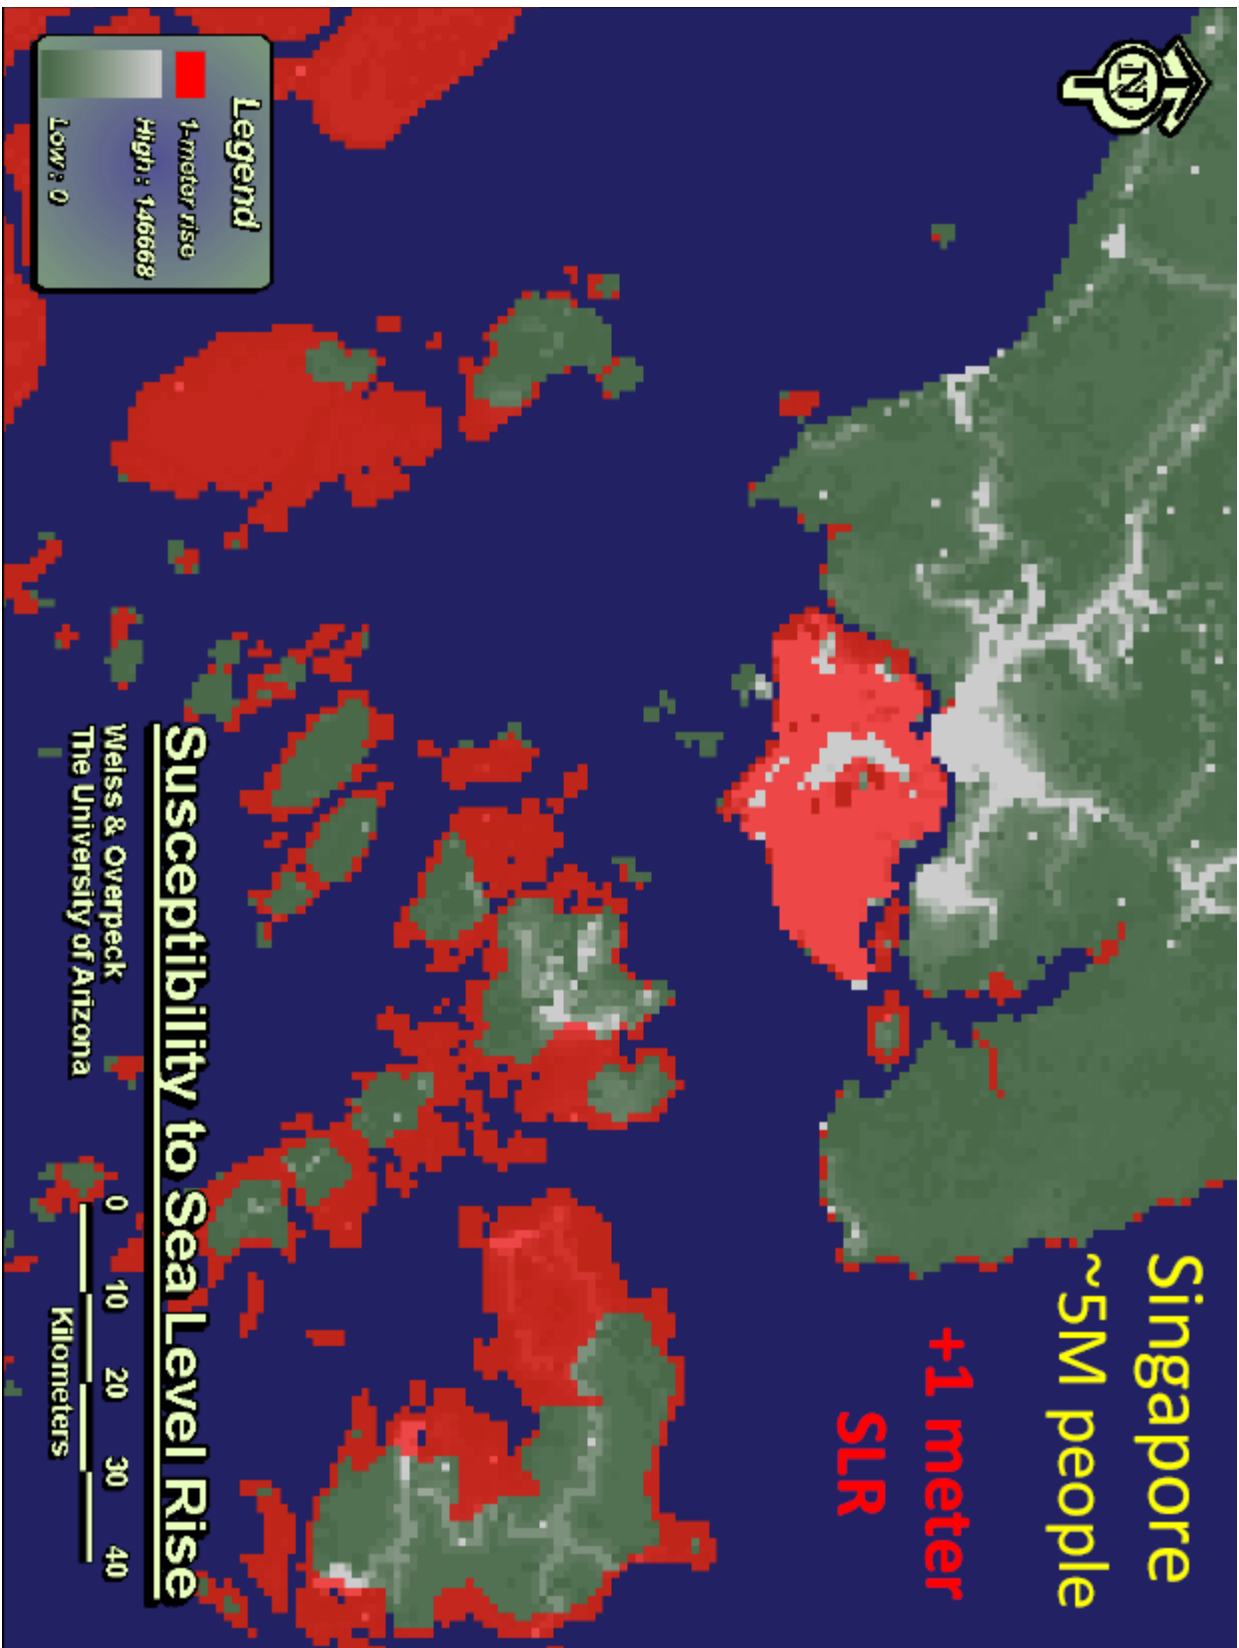 Singapore
~5M people
+1 meter
SLR
N
Legend
1-meter rise
High : 146668
Low : 0
Susceptibility to Sea Level Rise
Weiss & Overpeck
The University of Arizona
0 10 20 30 40
Kilometers